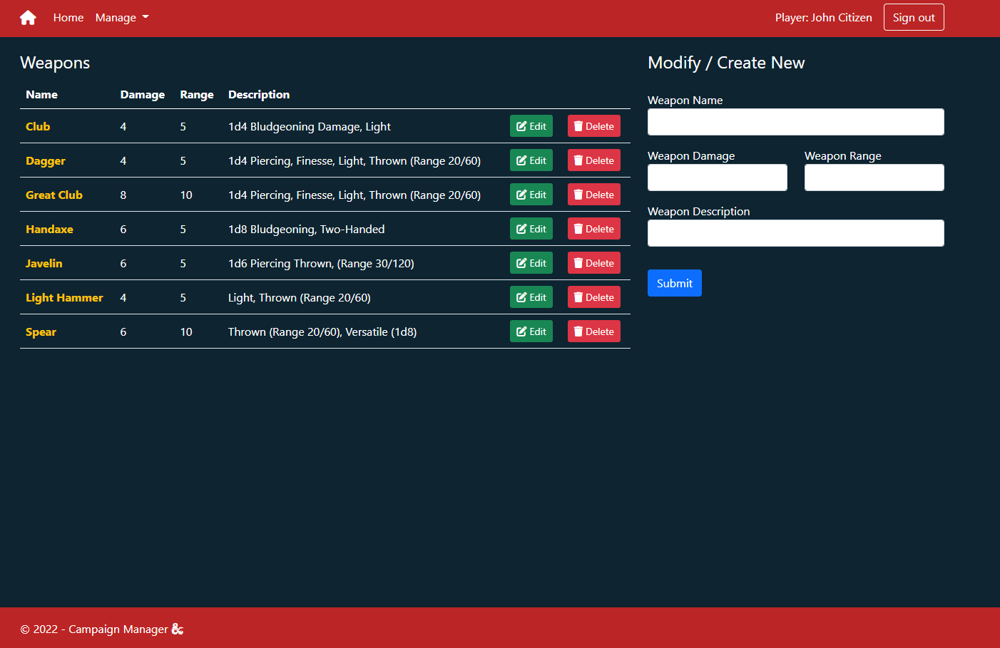 Home Manage Player: John Citizen Sign out
Weapons
Name Damage Range Description
Club 4 5 1d4 Bludgeoning Damage, Light Edit Delete
Dagger 4 5 1d4 Piercing, Finesse, Light, Thrown (Range 20/60) Edit Delete
Great Club 8 10 1d4 Piercing, Finesse, Light, Thrown (Range 20/60) Edit Delete
Handaxe 6 5 1d8 Bludgeoning, Two-Handed Edit Delete
Javelin 6 5 1d6 Piercing Thrown, (Range 30/120) Edit Delete
Light Hammer 4 5 Light, Thrown (Range 20/60) Edit Delete
Spear 6 10 Thrown (Range 20/60), Versatile (1d8) Edit Delete
Modify / Create New
Weapon Name
Weapon Damage Weapon Range
Weapon Description
Submit
© 2022 - Campaign Manager &